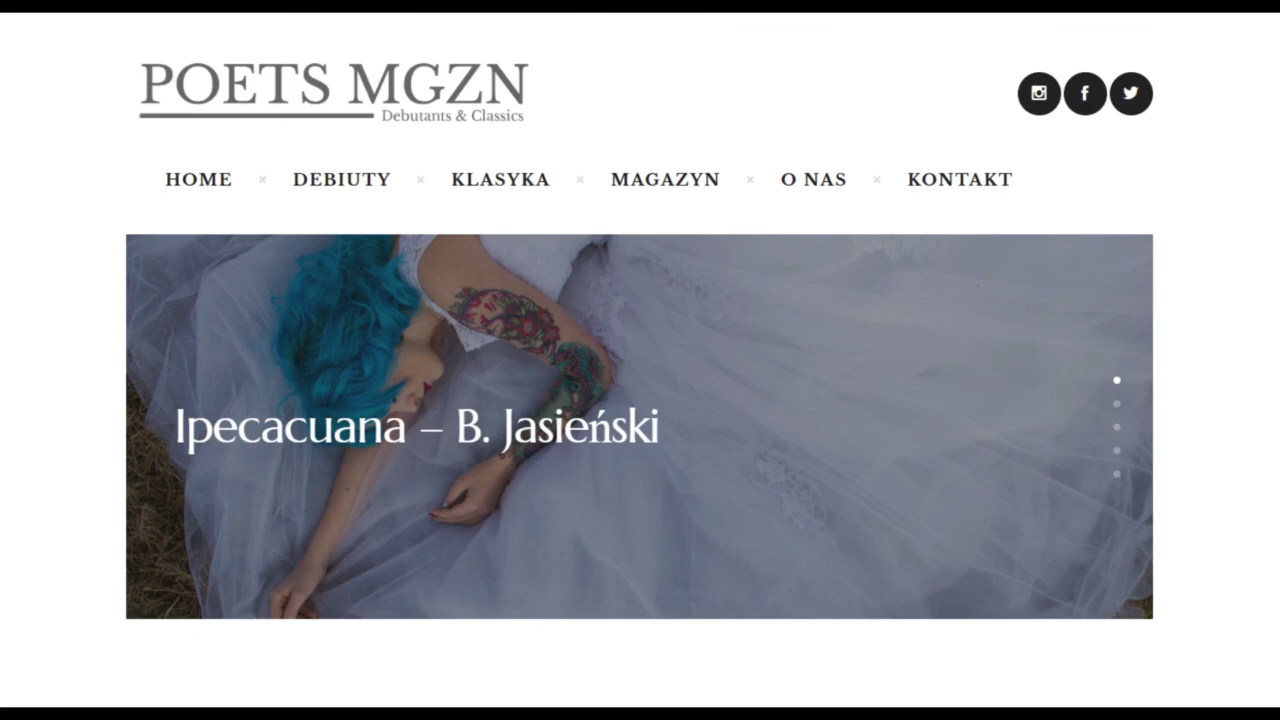 POETS MGZN
Debutants & Classics
HOME × DEBIUTY × KLASYKA × MAGAZYN × O NAS × KONTAKT
Ipecacuana – B. Jasieński